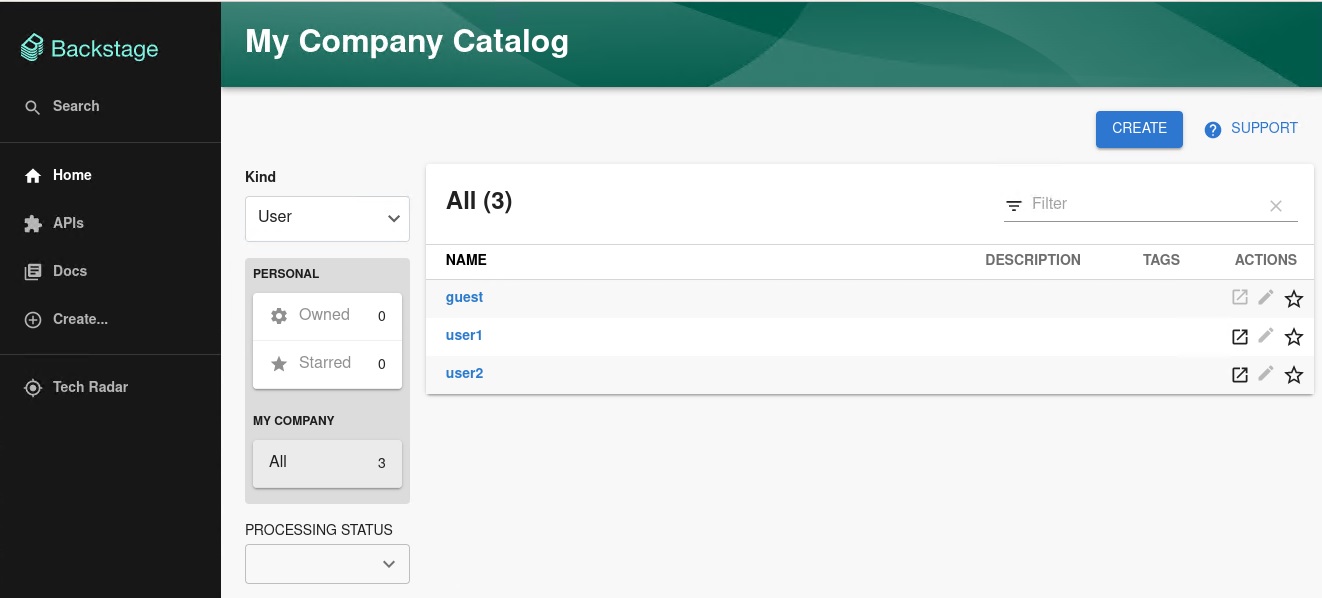 Backstage
My Company Catalog
Search
Home
APIs
Docs
Create...
Tech Radar
CREATE
? SUPPORT
Kind
User
PERSONAL
Owned 0
Starred 0
MY COMPANY
All 3
PROCESSING STATUS
All (3)
Filter
NAME DESCRIPTION TAGS ACTIONS
guest
user1
user2